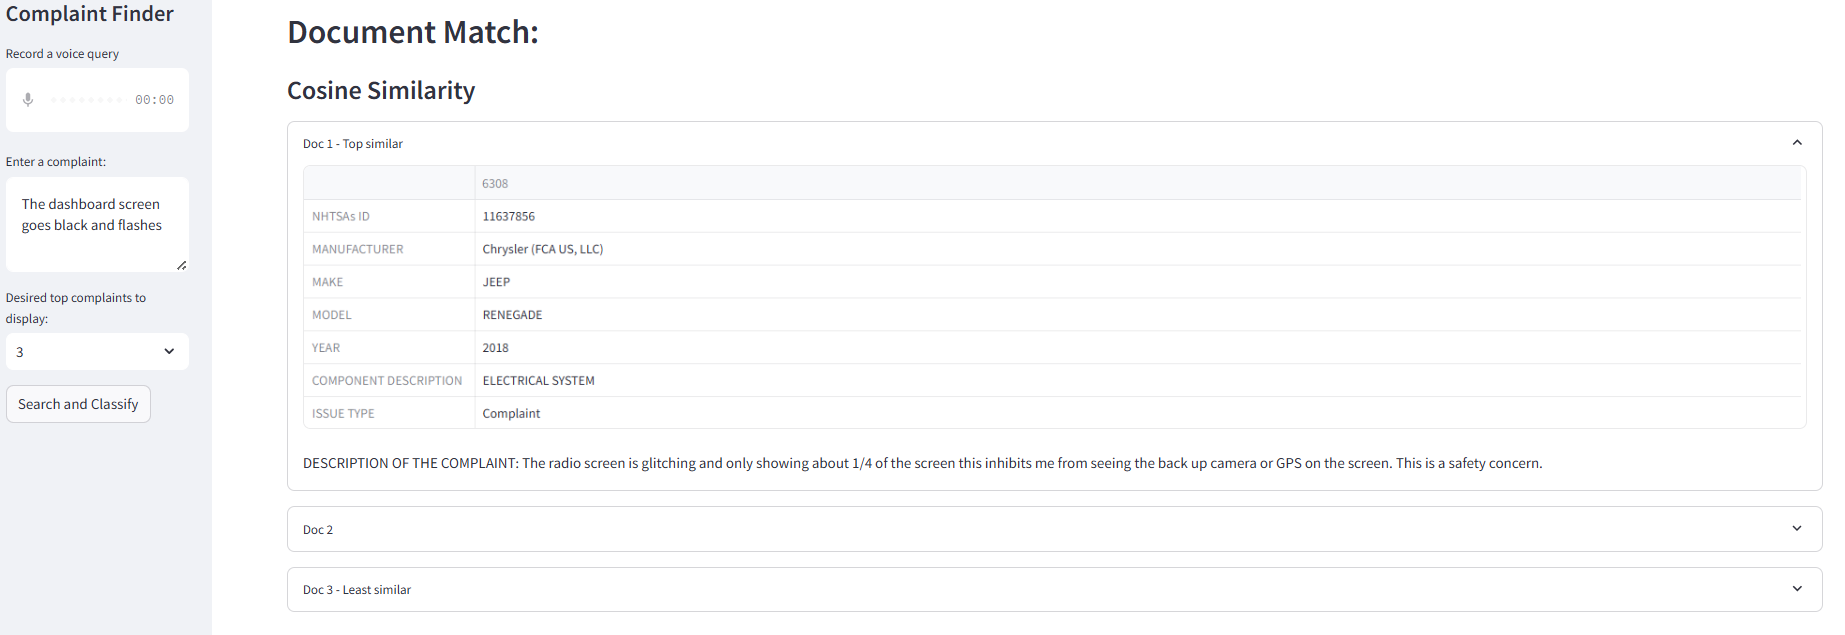 Complaint Finder
Record a voice query
00:00
Enter a complaint:
The dashboard screen
goes black and flashes
Desired top complaints to
display:
3
Search and Classify
Document Match:
Cosine Similarity
Doc 1 - Top similar
6308
NHTSAs ID 11637856
MANUFACTURER Chrysler (FCA US, LLC)
MAKE JEEP
MODEL RENEGADE
YEAR 2018
COMPONENT DESCRIPTION ELECTRICAL SYSTEM
ISSUE TYPE Complaint
DESCRIPTION OF THE COMPLAINT: The radio screen is glitching and only showing about 1/4 of the screen this inhibits me from seeing the back up camera or GPS on the screen. This is a safety concern.
Doc 2
Doc 3 - Least similar